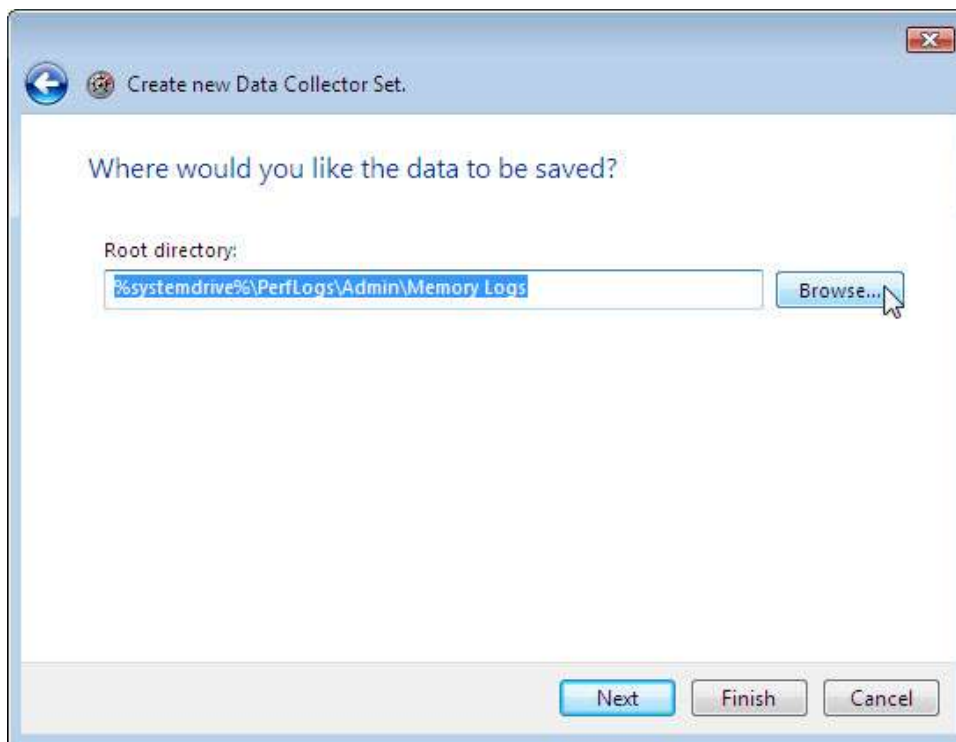 Create new Data Collector Set.
Where would you like the data to be saved?
Root directory:
%systemdrive%\PerfLogs\Admin\Memory Logs
Browse...
Next
Finish
Cancel